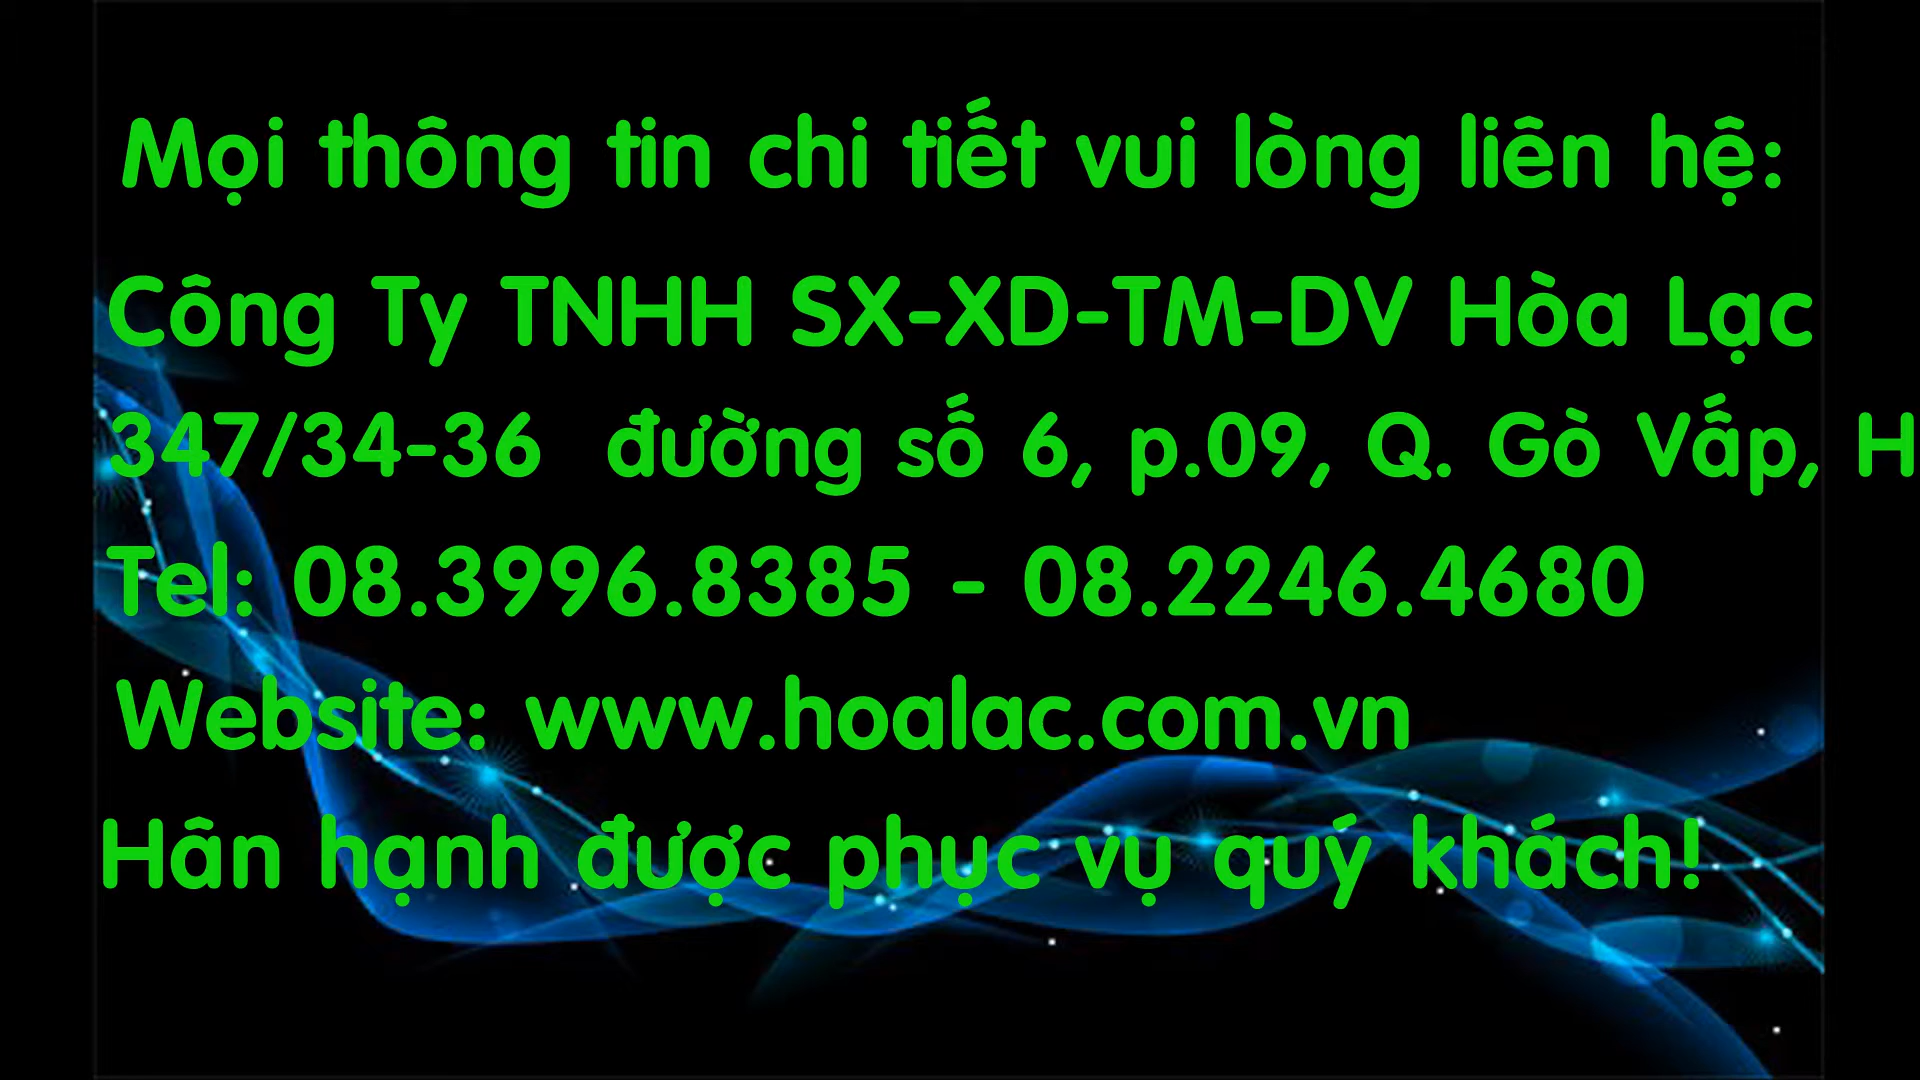 Mọi thông tin chi tiết vui lòng liên hệ:
Công Ty TNHH SX-XD-TM-DV Hòa Lạc
347/34-36 đường số 6, p.09, Q. Gò Vấp, H
Tel: 08.3996.8385 - 08.2246.4680
Website: www.hoalac.com.vn
Hân hạnh được phục vụ quý khách!